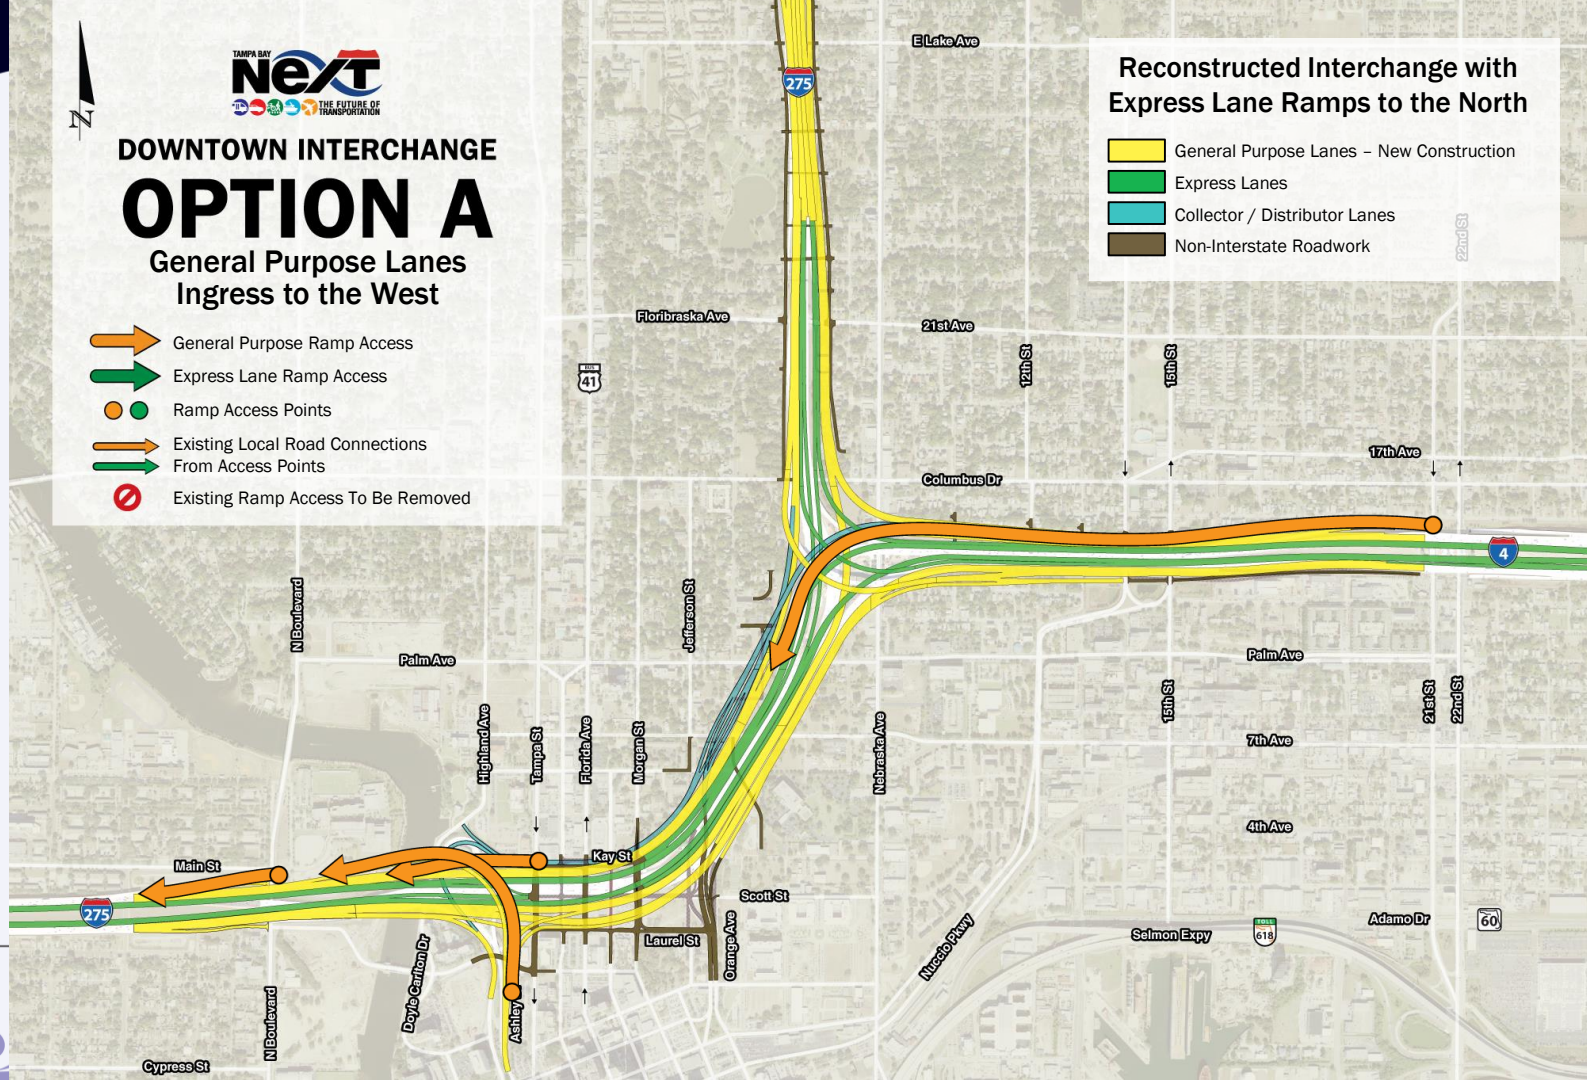 N
TAMPA BAY
NeXT
THE FUTURE OF
TRANSPORTATION
DOWNTOWN INTERCHANGE
OPTION A
General Purpose Lanes
Ingress to the West
General Purpose Ramp Access
Express Lane Ramp Access
Ramp Access Points
Existing Local Road Connections
From Access Points
Existing Ramp Access To Be Removed
Reconstructed Interchange with
Express Lane Ramps to the North
General Purpose Lanes – New Construction
Express Lanes
Collector / Distributor Lanes
Non-Interstate Roadwork
E Lake Ave
275
22nd St
Floribraska Ave
21st Ave
12th St
15th St
BUS
41
17th Ave
Columbus Dr
4
N Boulevard
Jefferson St
Palm Ave
Palm Ave
15th St
21st St
22nd St
Highland Ave
Tampa St
Florida Ave
Morgan St
Nebraska Ave
7th Ave
4th Ave
Kay St
Main St
Scott St
275
Laurel St
Orange Ave
Nuccio Pkwy
Selmon Expy
TOLL
618
Adamo Dr
60
Doyle Carlton Dr
N Boulevard
Ashley
Cypress St